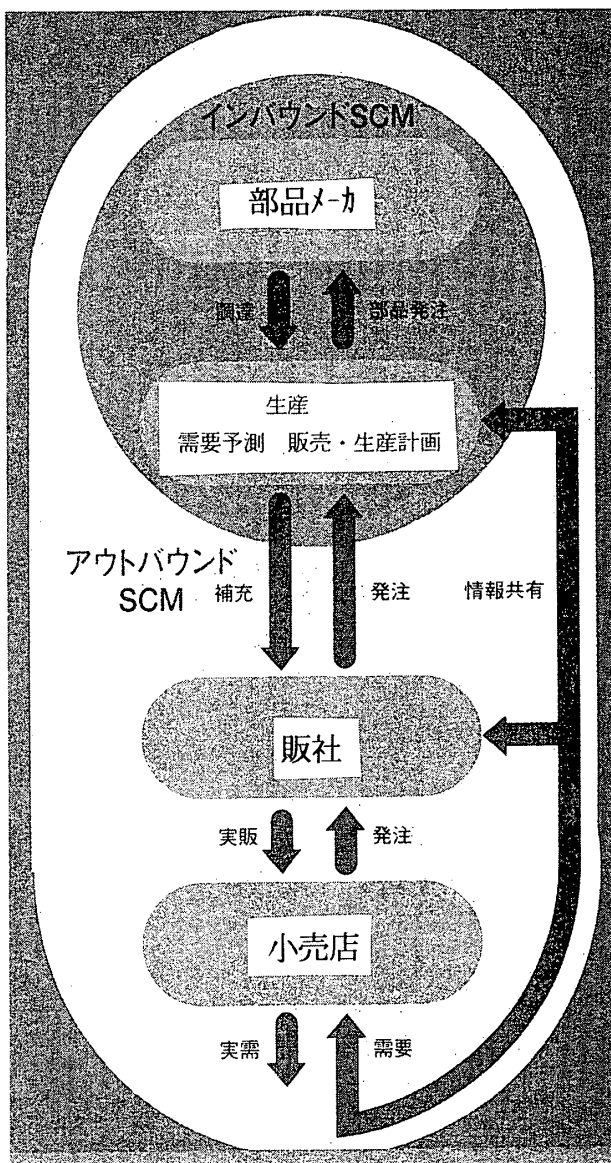 インバウンドSCM
部品メーカ
調達
部品発注
生産
需要予測　販売・生産計画
アウトバウンド
SCM
補充
発注
情報共有
販社
実販
発注
小売店
実需
需要